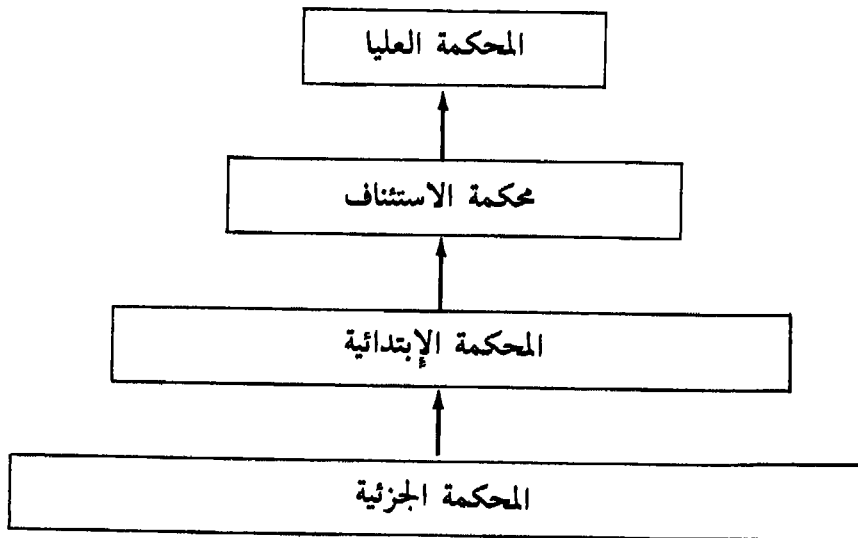 المحكمة العليا
محكمة الاستئناف
المحكمة الإبتدائية
المحكمة الجزئية